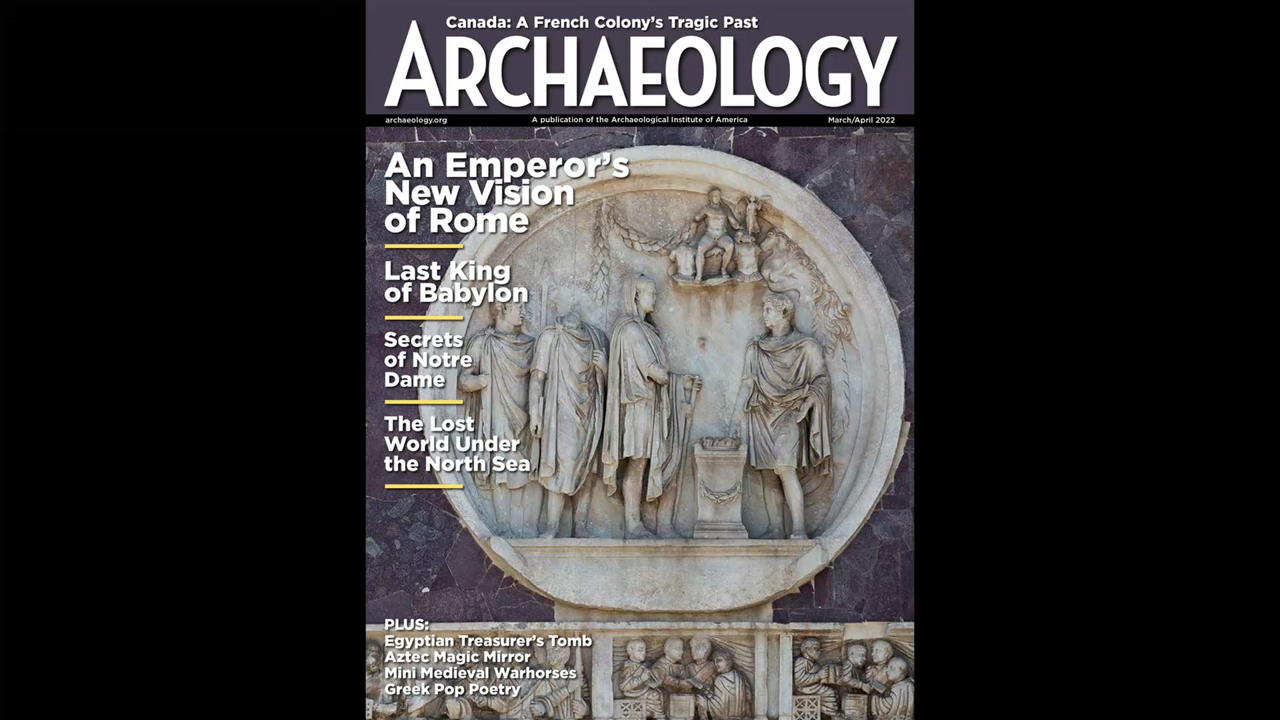 Canada: A French Colony's Tragic Past
ARCHAEOLOGY
archaeology.org
A publication of the Archaeological Institute of America
March/April 2022
An Emperor's
New Vision
of Rome
Last King
of Babylon
Secrets
of Notre
Dame
The Lost
World Under
the North Sea
PLUS:
Egyptian Treasurer's Tomb
Aztec Magic Mirror
Mini Medieval Warhorses
Greek Pop Poetry